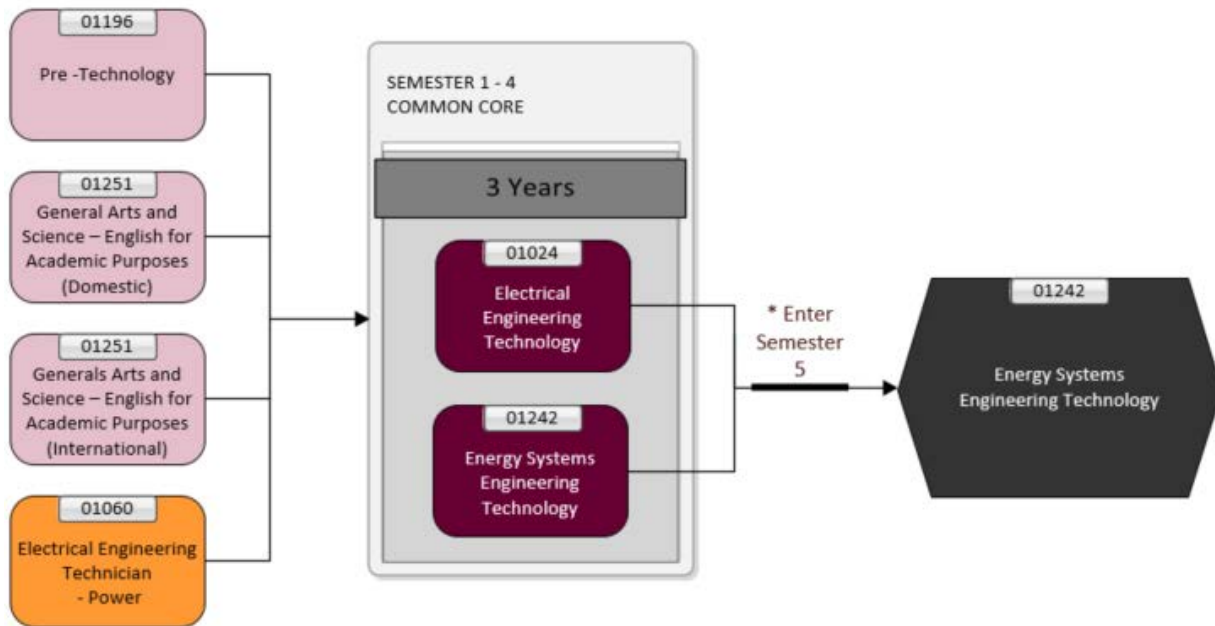 01196
Pre -Technology
01251
General Arts and
Science – English for
Academic Purposes
(Domestic)
01251
Generals Arts and
Science – English for
Academic Purposes
(International)
01060
Electrical Engineering
Technician
- Power
SEMESTER 1 - 4
COMMON CORE
3 Years
01024
Electrical
Engineering
Technology
01242
Energy Systems
Engineering
Technology
* Enter
Semester
5
01242
Energy Systems
Engineering Technology